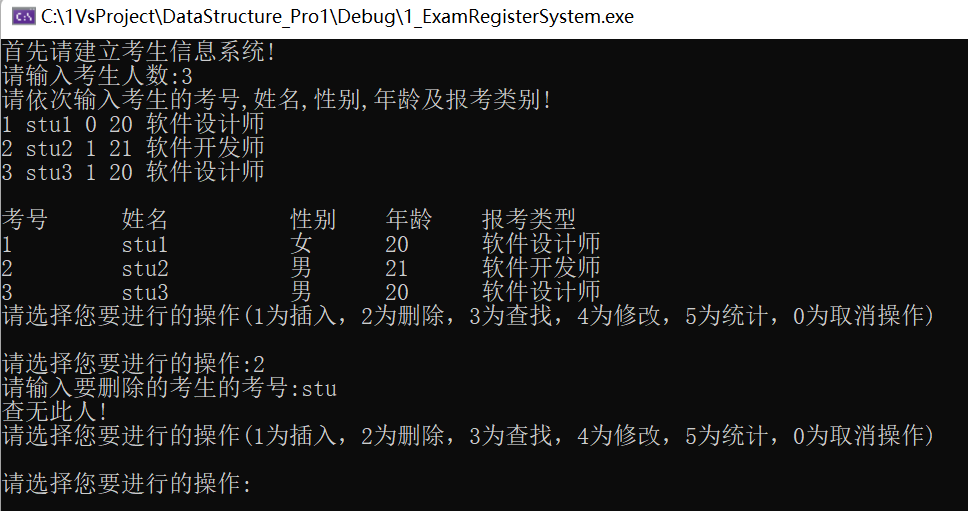 C:\1VsProject\DataStructure_Pro1\Debug\1_ExamRegisterSystem.exe
首先请建立考生信息系统!
请输入考生人数:3
请依次输入考生的考号,姓名,性别,年龄及报考类别!
1 stu1 0 20 软件设计师
2 stu2 1 21 软件开发师
3 stu3 1 20 软件设计师
考号 姓名 性别 年龄 报考类型
1 stu1 女 20 软件设计师
2 stu2 男 21 软件开发师
3 stu3 男 20 软件设计师
请选择您要进行的操作(1为插入，2为删除，3为查找，4为修改，5为统计，0为取消操作)
请选择您要进行的操作:2
请输入要删除的考生的考号:stu
查无此人!
请选择您要进行的操作(1为插入，2为删除，3为查找，4为修改，5为统计，0为取消操作)
请选择您要进行的操作: